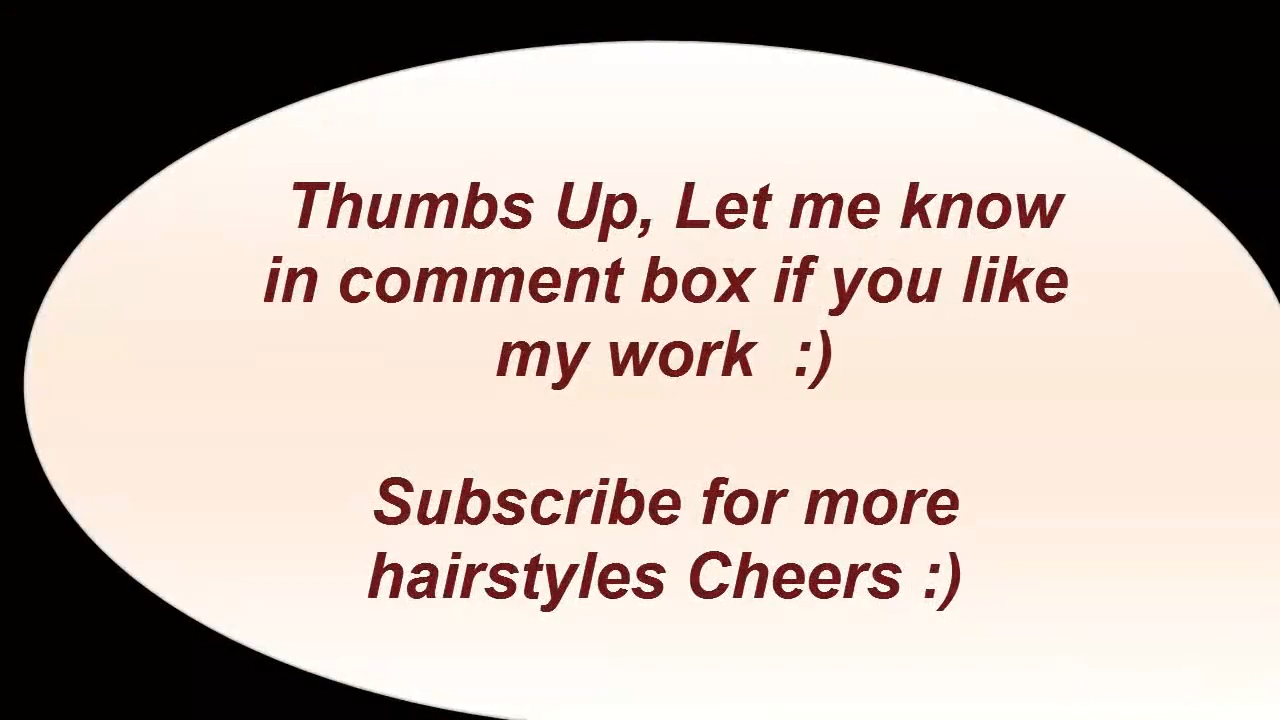 Thumbs Up, Let me know
in comment box if you like
my work  :)
Subscribe for more
hairstyles Cheers :)